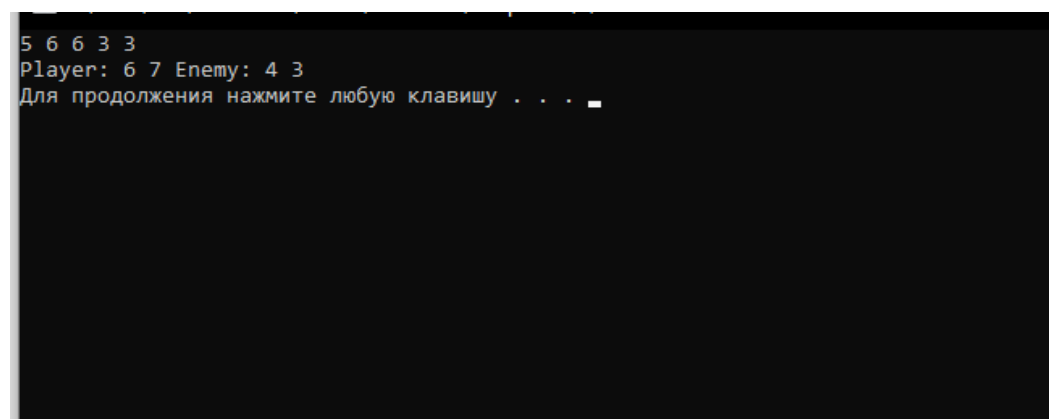 5 6 6 3 3
Player: 6 7 Enemy: 4 3
Для продолжения нажмите любую клавишу . . .